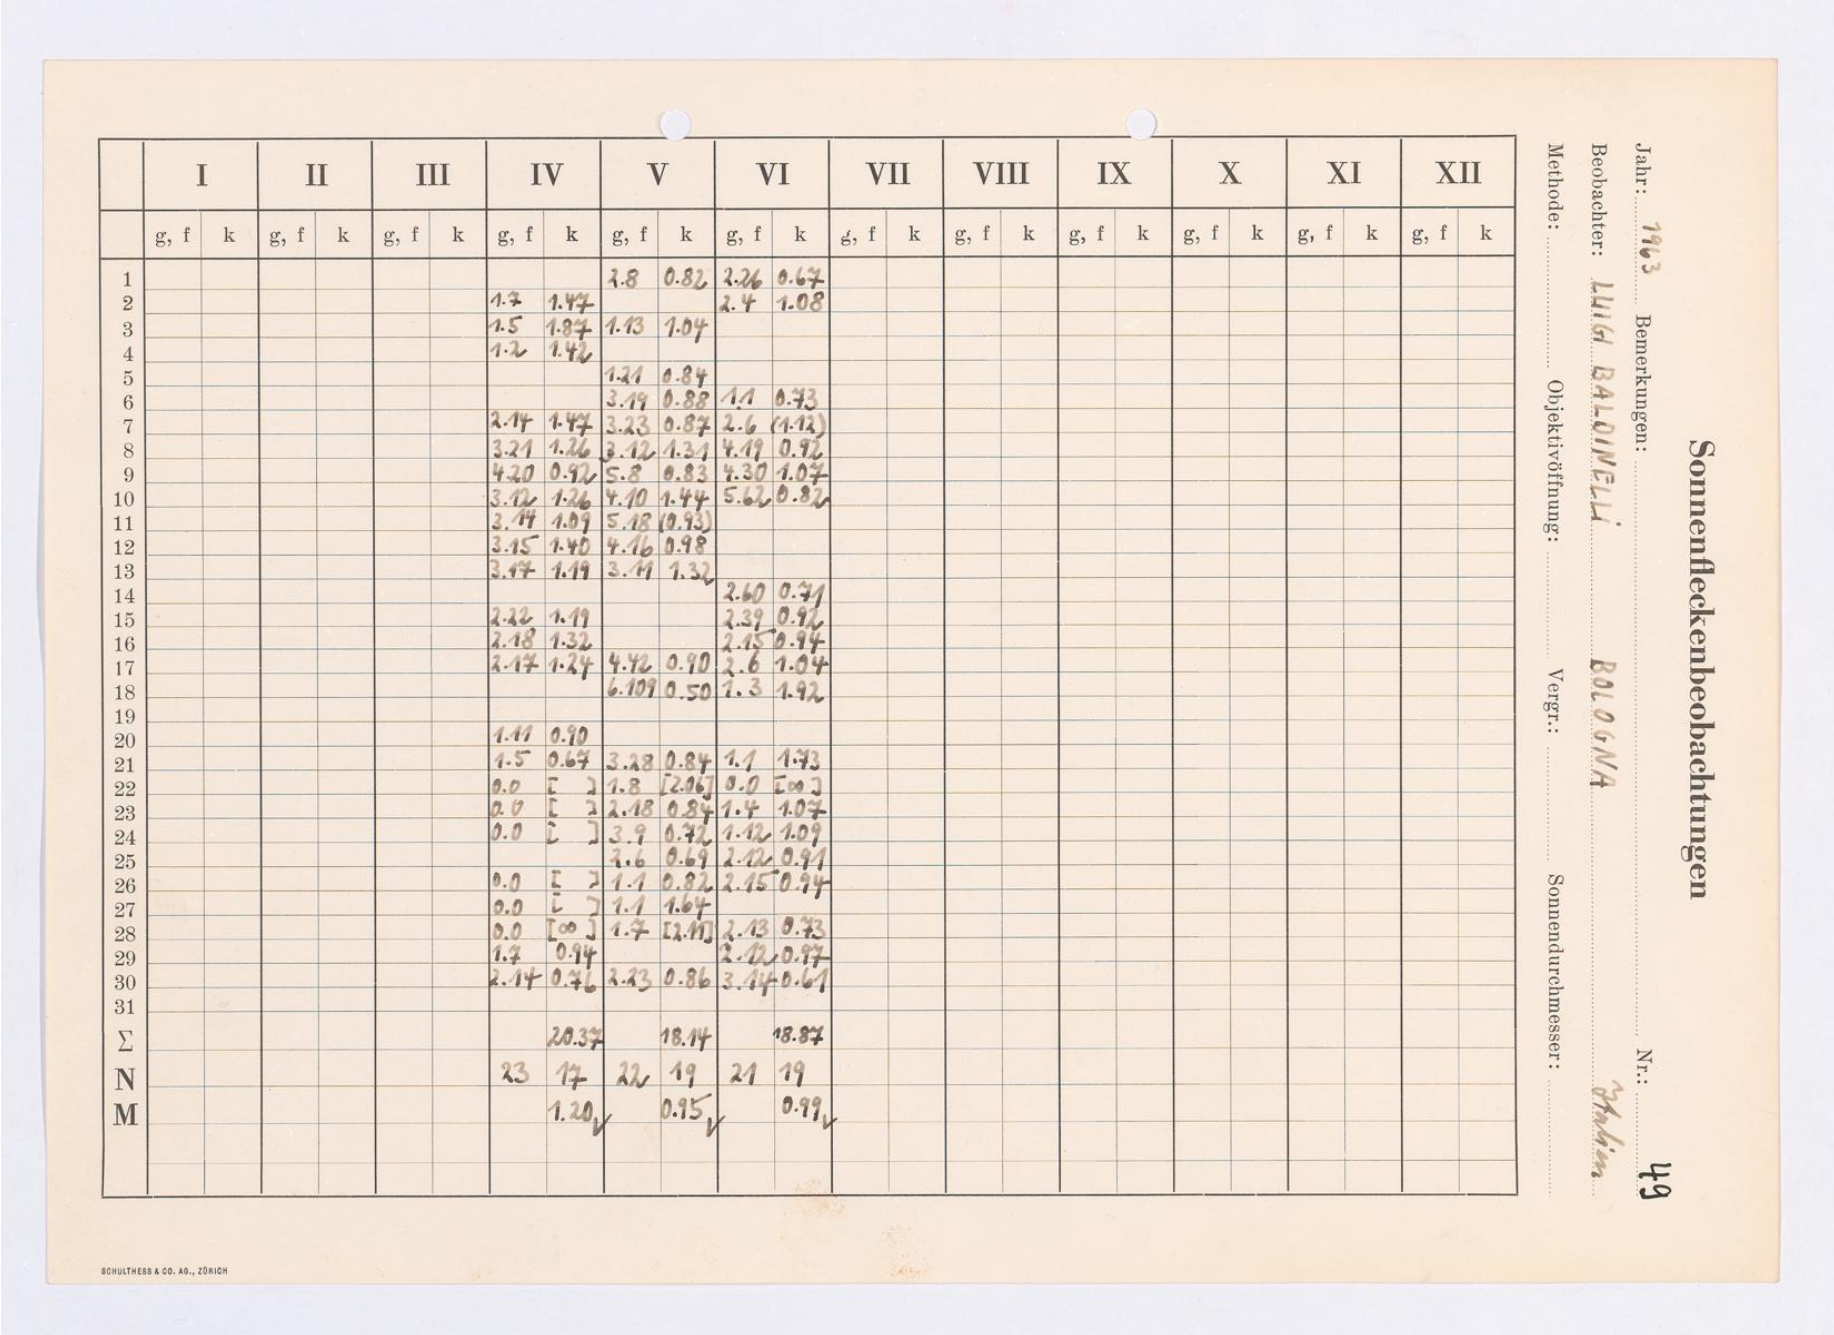 I II III IV V VI VII VIII IX X XI XII
g, f k g, f k g, f k g, f k g, f k g, f k g, f k g, f k g, f k g, f k g, f k g, f k
1 2.8 0.82 2.26 0.67
2 1.7 1.47 2.4 1.08
3 1.5 1.87 1.13 1.04
4 1.2 1.42
5 1.21 0.84
6 3.19 0.88 1.1 0.73
7 2.14 1.47 3.23 0.87 2.6 (1.12)
8 3.21 1.26 3.12 1.31 4.19 0.92
9 4.20 0.92 5.8 0.83 4.30 1.07
10 3.12 1.26 4.10 1.44 5.62 0.82
11 3.14 1.09 5.18 (0.93)
12 3.15 1.40 4.16 0.98
13 3.17 1.19 3.11 1.32
14 2.60 0.71
15 2.22 1.19 2.39 0.92
16 2.18 1.32 2.15 0.94
17 2.17 1.24 4.42 0.90 2.6 1.04
18 6.109 0.50 1.3 1.92
19
20 1.11 0.90
21 1.5 0.67 3.28 0.84 1.1 1.73
22 0.0 [ ] 1.8 [2.06] 0.0 [∞]
23 0.0 [ ] 2.18 0.84 1.4 1.07
24 0.0 [ ] 3.9 0.72 1.12 1.09
25 2.6 0.69 2.12 0.91
26 0.0 [ ] 1.1 0.82 2.15 0.94
27 0.0 [ ] 1.1 1.64
28 0.0 [∞] 1.7 [2.11] 2.13 0.73
29 1.7 0.94 2.12 0.97
30 2.14 0.76 2.23 0.86 3.14 0.61
31
Σ 20.37 18.14 18.87
N 23 17 22 19 21 19
M 1.20 0.95 0.99
SCHULTHESS & CO. AG., ZÜRICH
Sonnenfleckenbeobachtungen
Jahr: 1963 Bemerkungen: Nr.: 49
Beobachter: LUIGI BALDINELLI BOLOGNA Italien
Methode: Objektivöffnung: Vergr.: Sonnendurchmesser: